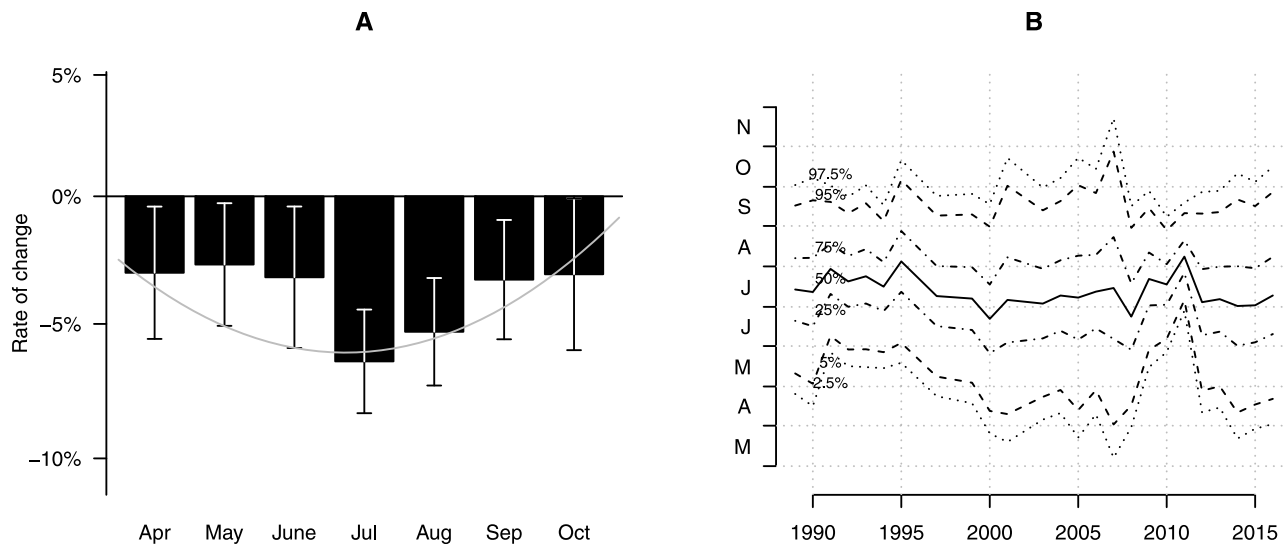 A
5%
0%
−5%
−10%
Rate of change
Apr May June Jul Aug Sep Oct
B
N
O
S
A
J
J
M
A
M
97.5%
95%
75%
50%
25%
5%
2.5%
1990 1995 2000 2005 2010 2015